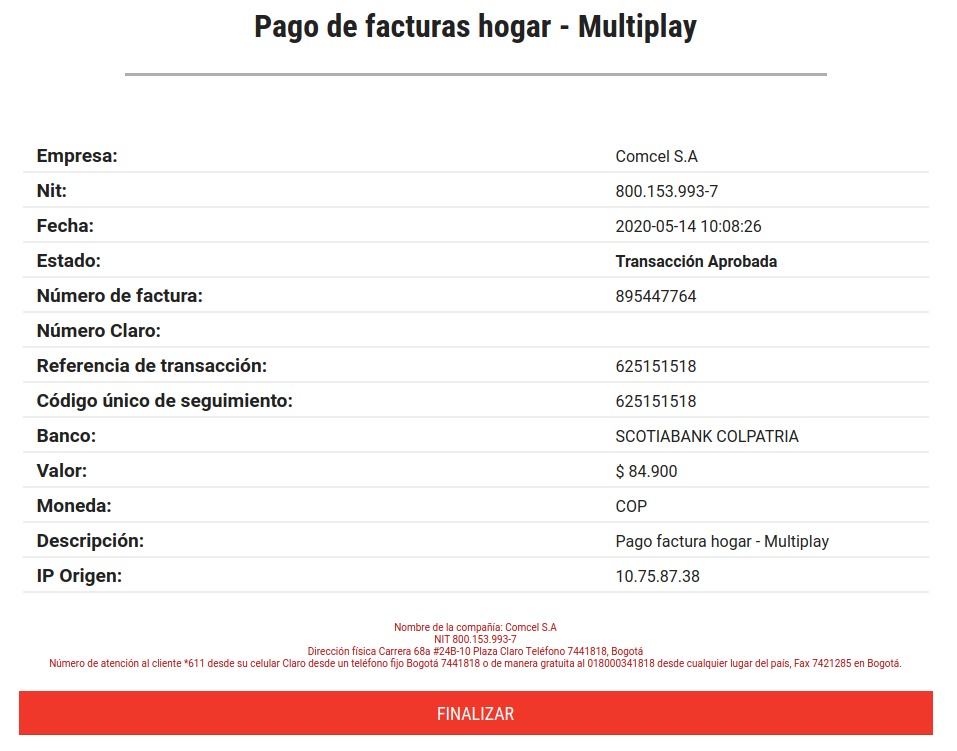 Pago de facturas hogar - Multiplay
Empresa: Comcel S.A
Nit: 800.153.993-7
Fecha: 2020-05-14 10:08:26
Estado: Transacción Aprobada
Número de factura: 895447764
Número Claro:
Referencia de transacción: 625151518
Código único de seguimiento: 625151518
Banco: SCOTIABANK COLPATRIA
Valor: $ 84.900
Moneda: COP
Descripción: Pago factura hogar - Multiplay
IP Origen: 10.75.87.38
Nombre de la compañía: Comcel S.A
NIT 800.153.993-7
Dirección física Carrera 68a #24B-10 Plaza Claro Teléfono 7441818, Bogotá
Número de atención al cliente *611 desde su celular Claro desde un teléfono fijo Bogotá 7441818 o de manera gratuita al 018000341818 desde cualquier lugar del país, Fax 7421285 en Bogotá.
FINALIZAR